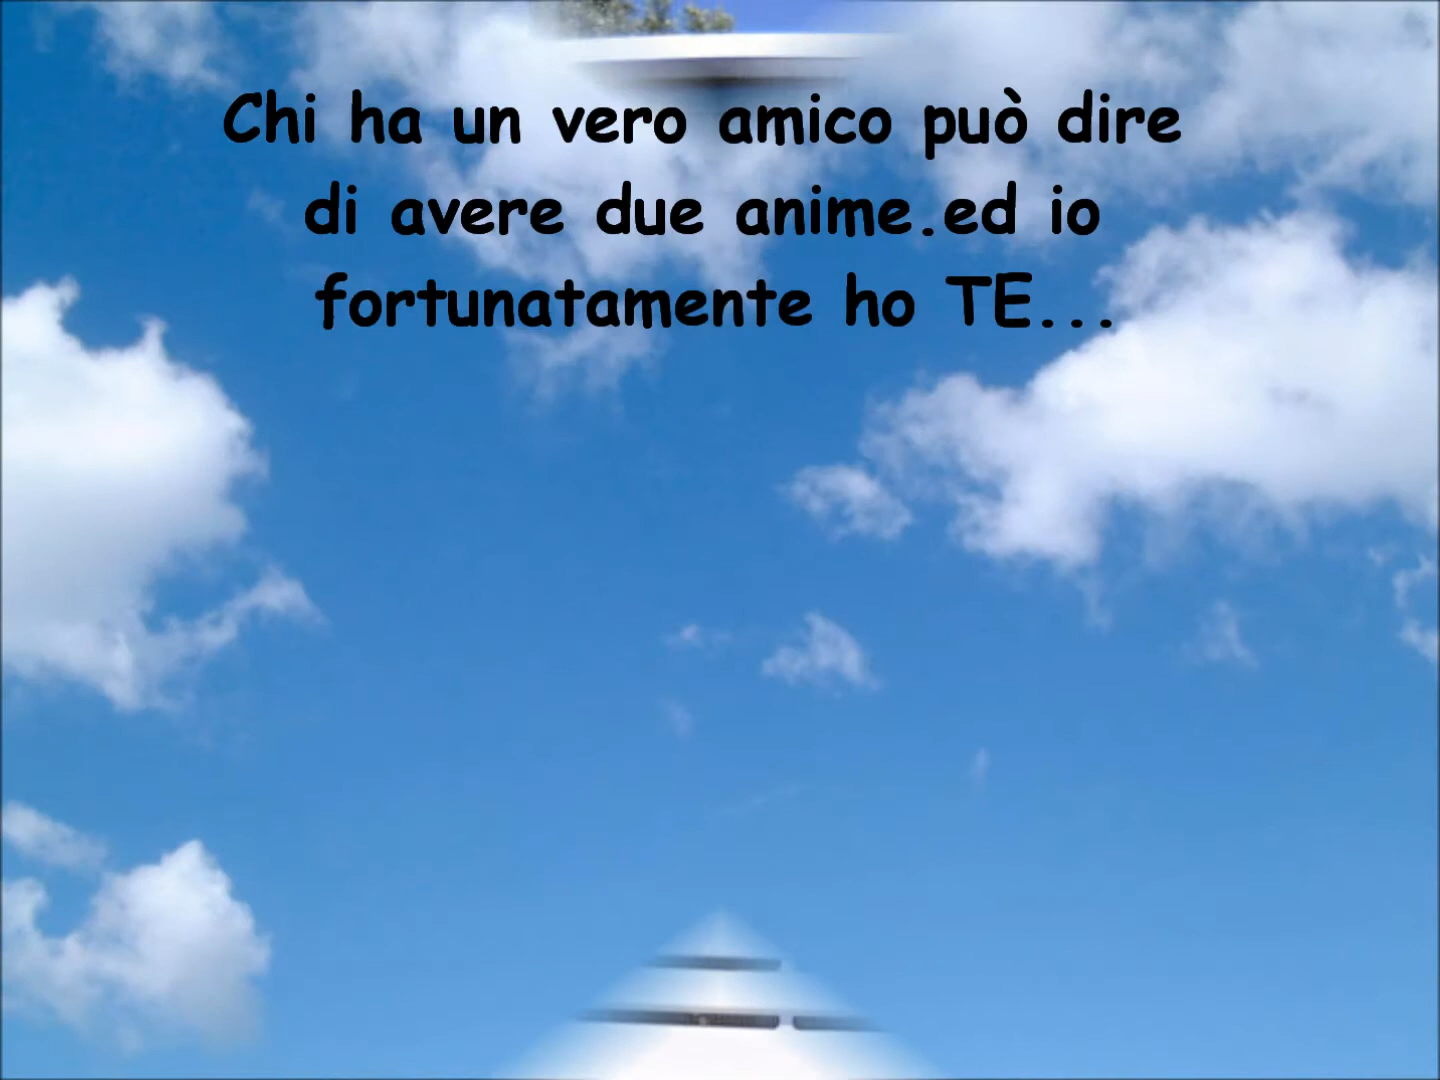 Chi ha un vero amico può dire
di avere due anime.ed io
fortunatamente ho TE...